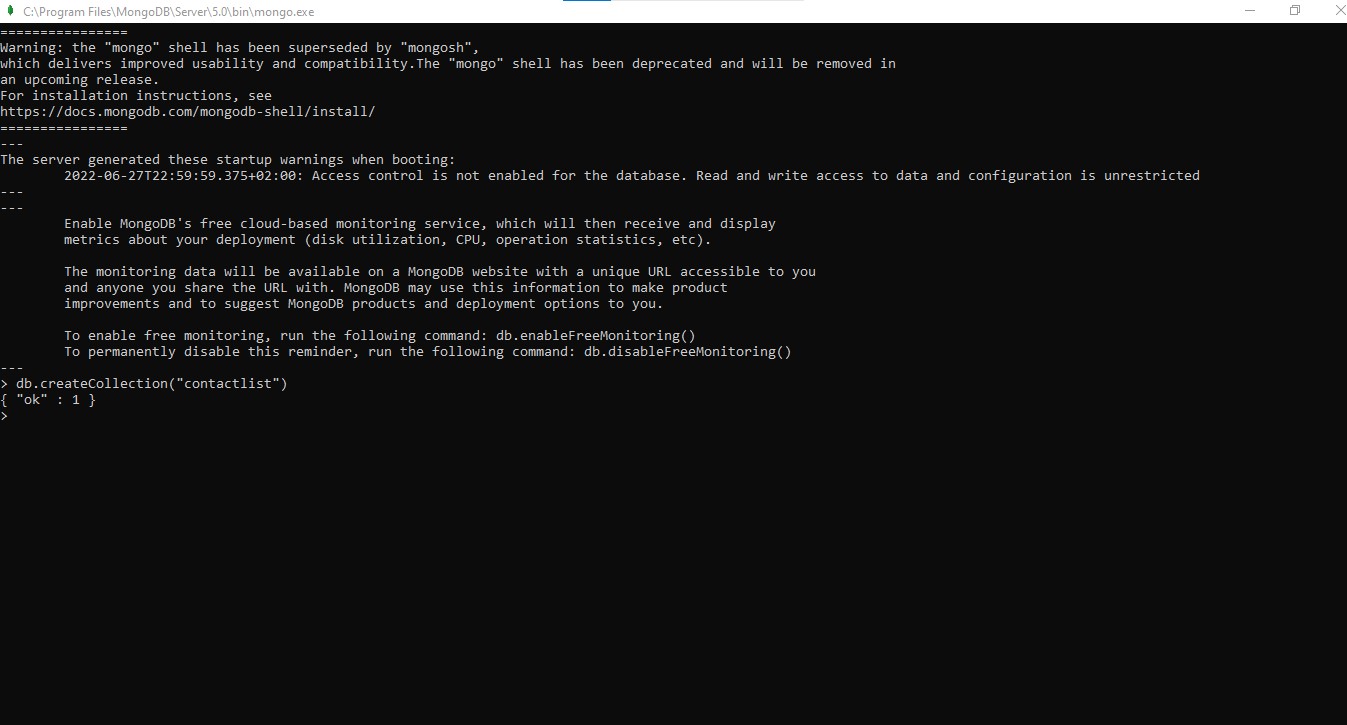 C:\Program Files\MongoDB\Server\5.0\bin\mongo.exe
================
Warning: the "mongo" shell has been superseded by "mongosh",
which delivers improved usability and compatibility.The "mongo" shell has been deprecated and will be removed in
an upcoming release.
For installation instructions, see
https://docs.mongodb.com/mongodb-shell/install/
================
---
The server generated these startup warnings when booting:
        2022-06-27T22:59:59.375+02:00: Access control is not enabled for the database. Read and write access to data and configuration is unrestricted
---
---
        Enable MongoDB's free cloud-based monitoring service, which will then receive and display
        metrics about your deployment (disk utilization, CPU, operation statistics, etc).

        The monitoring data will be available on a MongoDB website with a unique URL accessible to you
        and anyone you share the URL with. MongoDB may use this information to make product
        improvements and to suggest MongoDB products and deployment options to you.

        To enable free monitoring, run the following command: db.enableFreeMonitoring()
        To permanently disable this reminder, run the following command: db.disableFreeMonitoring()
---
> db.createCollection("contactlist")
{ "ok" : 1 }
>